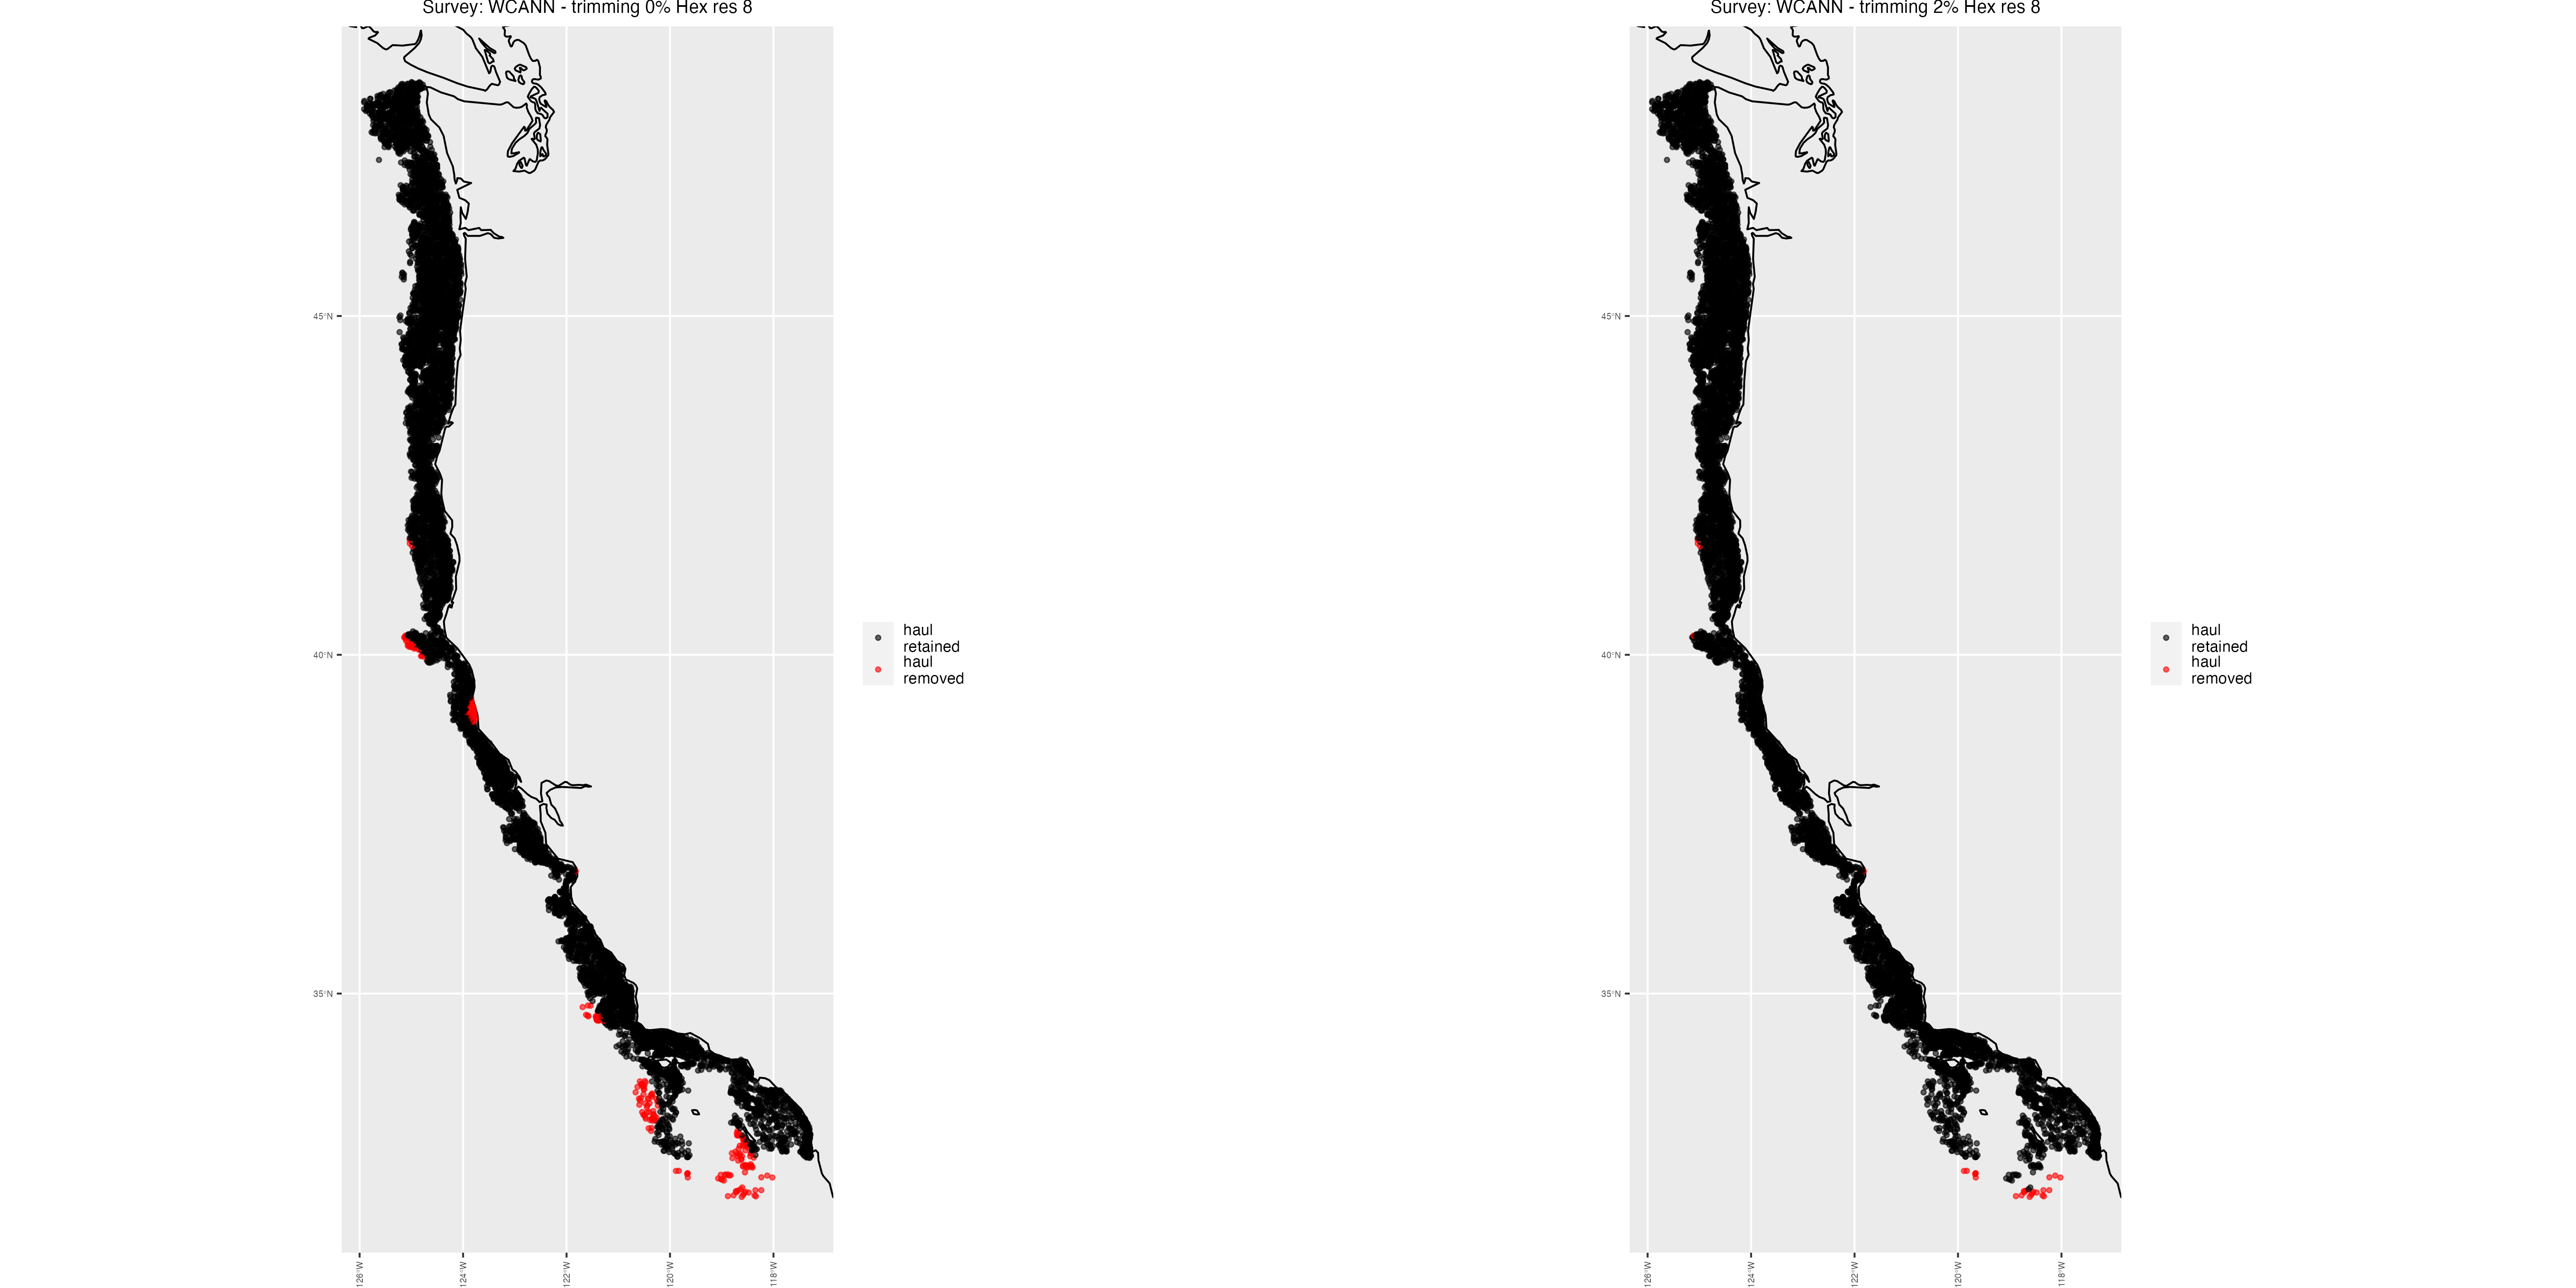 Survey: WCANN - trimming 0% Hex res 8
45°N
40°N
35°N
126°W
124°W
122°W
120°W
118°W
haul
retained
haul
removed
Survey: WCANN - trimming 2% Hex res 8
45°N
40°N
35°N
126°W
124°W
122°W
120°W
118°W
haul
retained
haul
removed